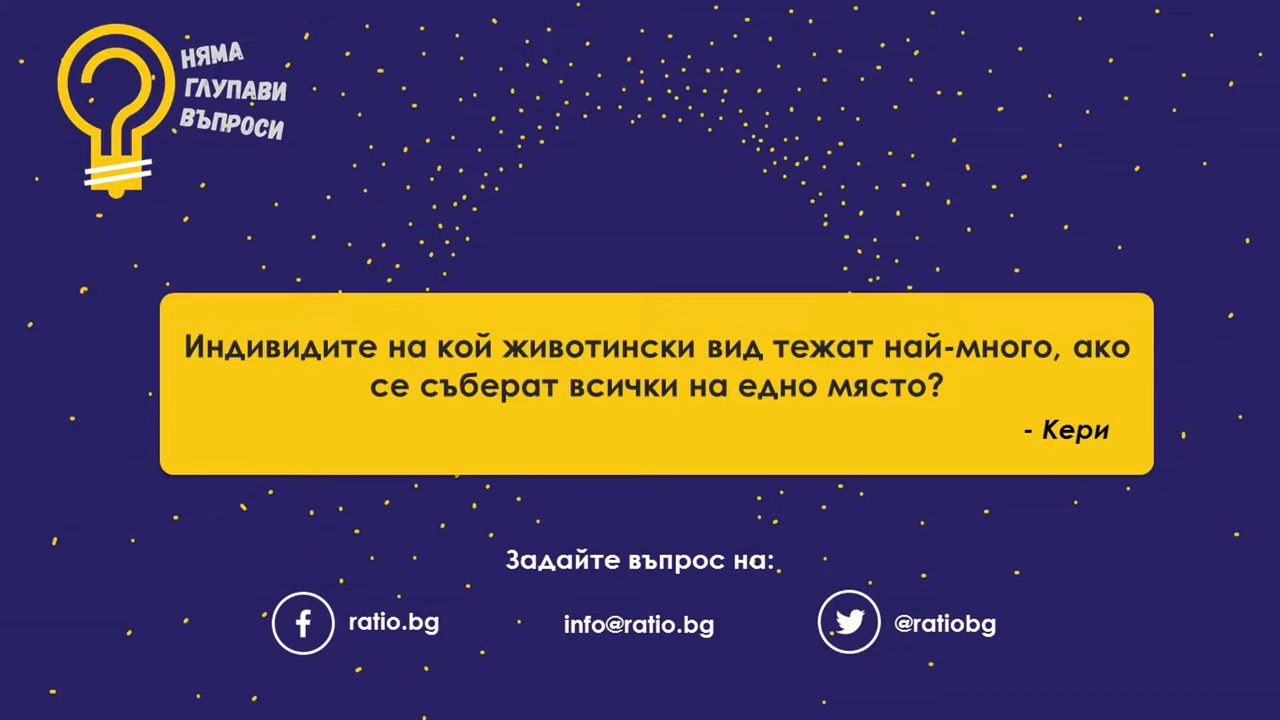 НЯМА
ГЛУПАВИ
ВЪПРОСИ
Индивидите на кой животински вид тежат най-много, ако
се съберат всички на едно място?
- Кери
Задайте въпрос на:
ratio.bg
info@ratio.bg
@ratiobg